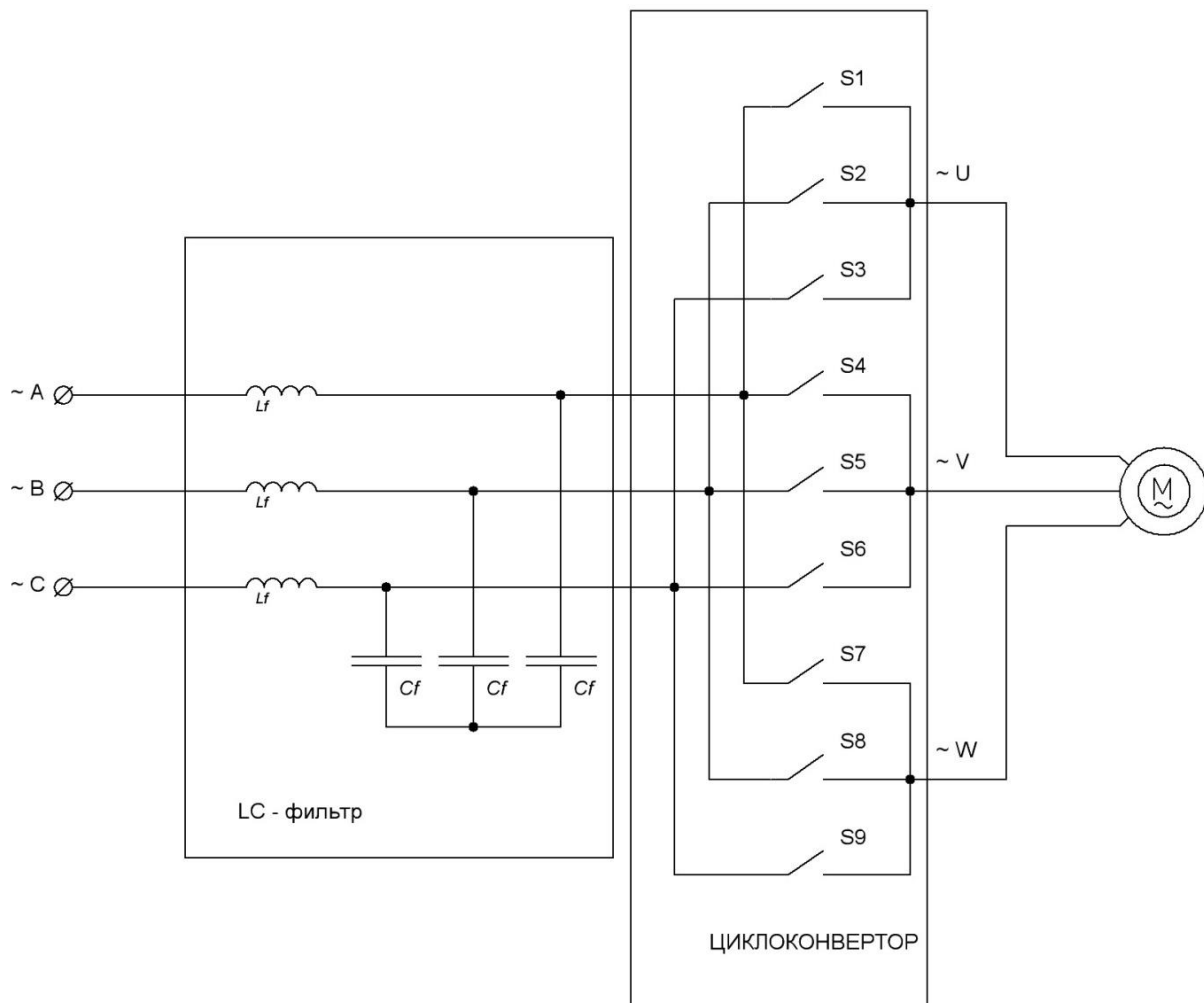 S1
S2
~ U
S3
~ A
Lf
S4
~ B
Lf
S5
~ V
M
~
~ C
Lf
S6
Cf
Cf
Cf
S7
S8
~ W
LC - фильтр
S9
ЦИКЛОКОНВЕРТОР